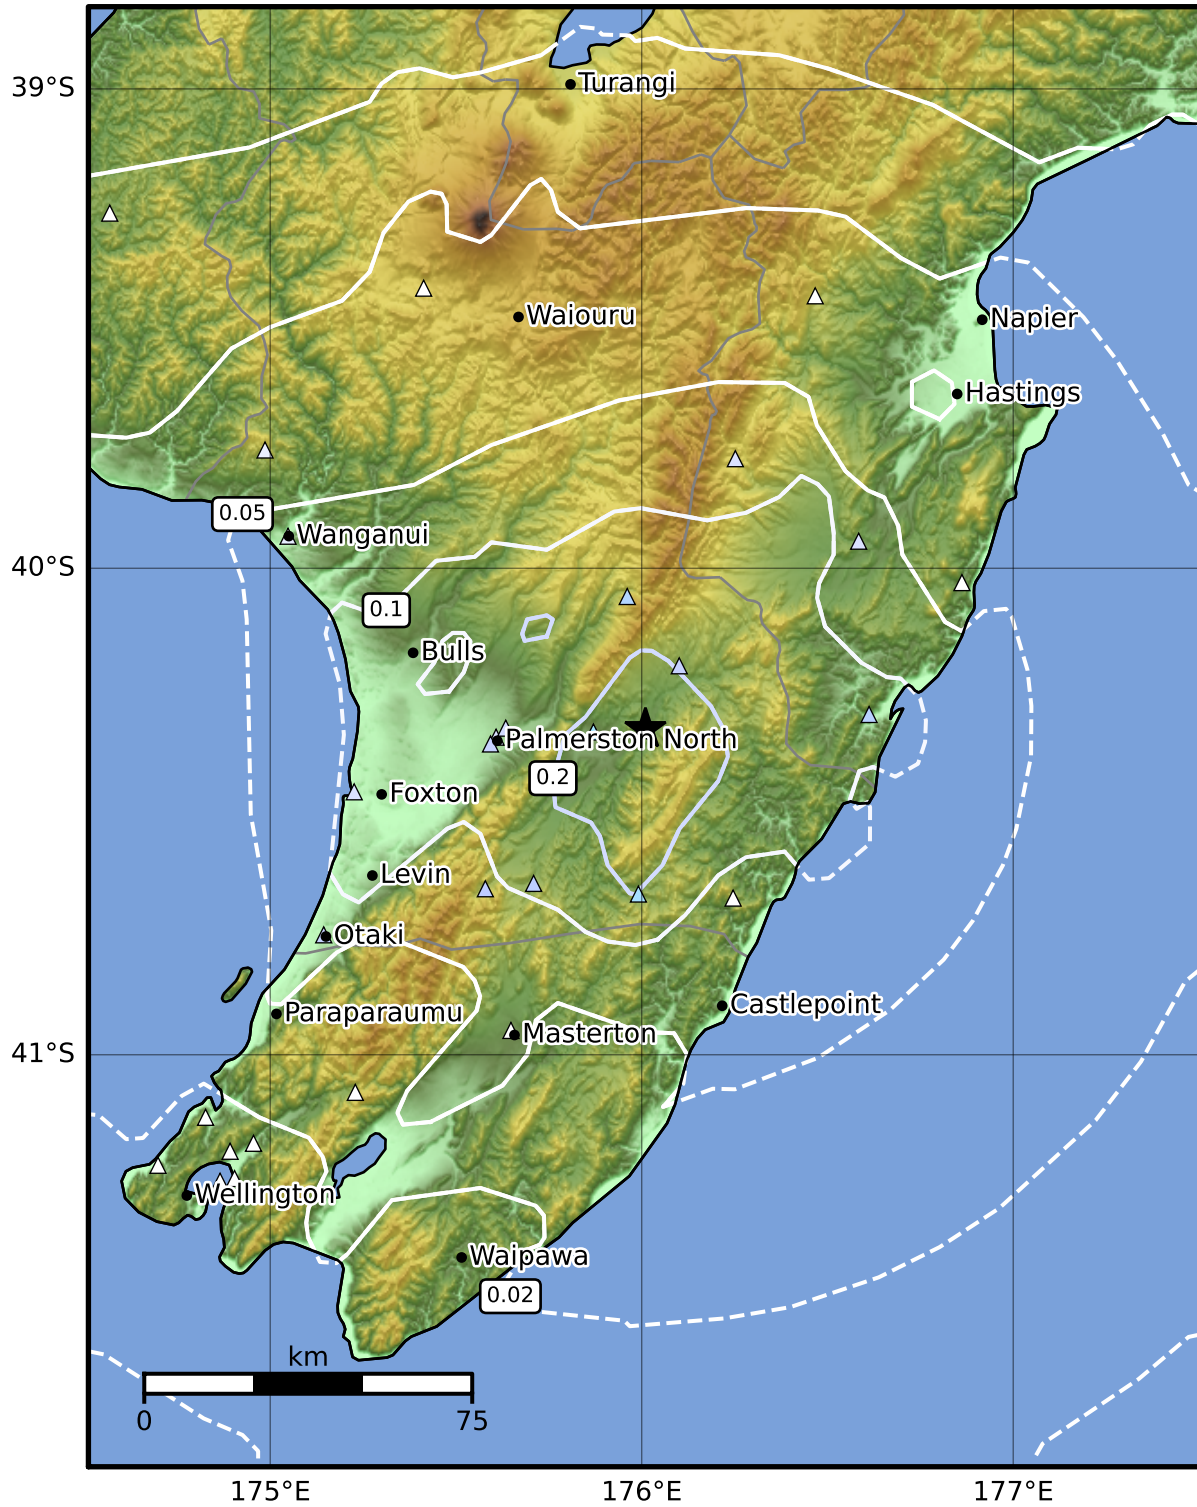 39°S
Turangi
Waiouru
Napier
Hastings
0.05
Wanganui
40°S
0.1
Bulls
Palmerston North
0.2
Foxton
Levin
Otaki
Castlepoint
Paraparaumu
Masterton
41°S
Wellington
Waipawa
0.02
km
0 75
175°E 176°E 177°E